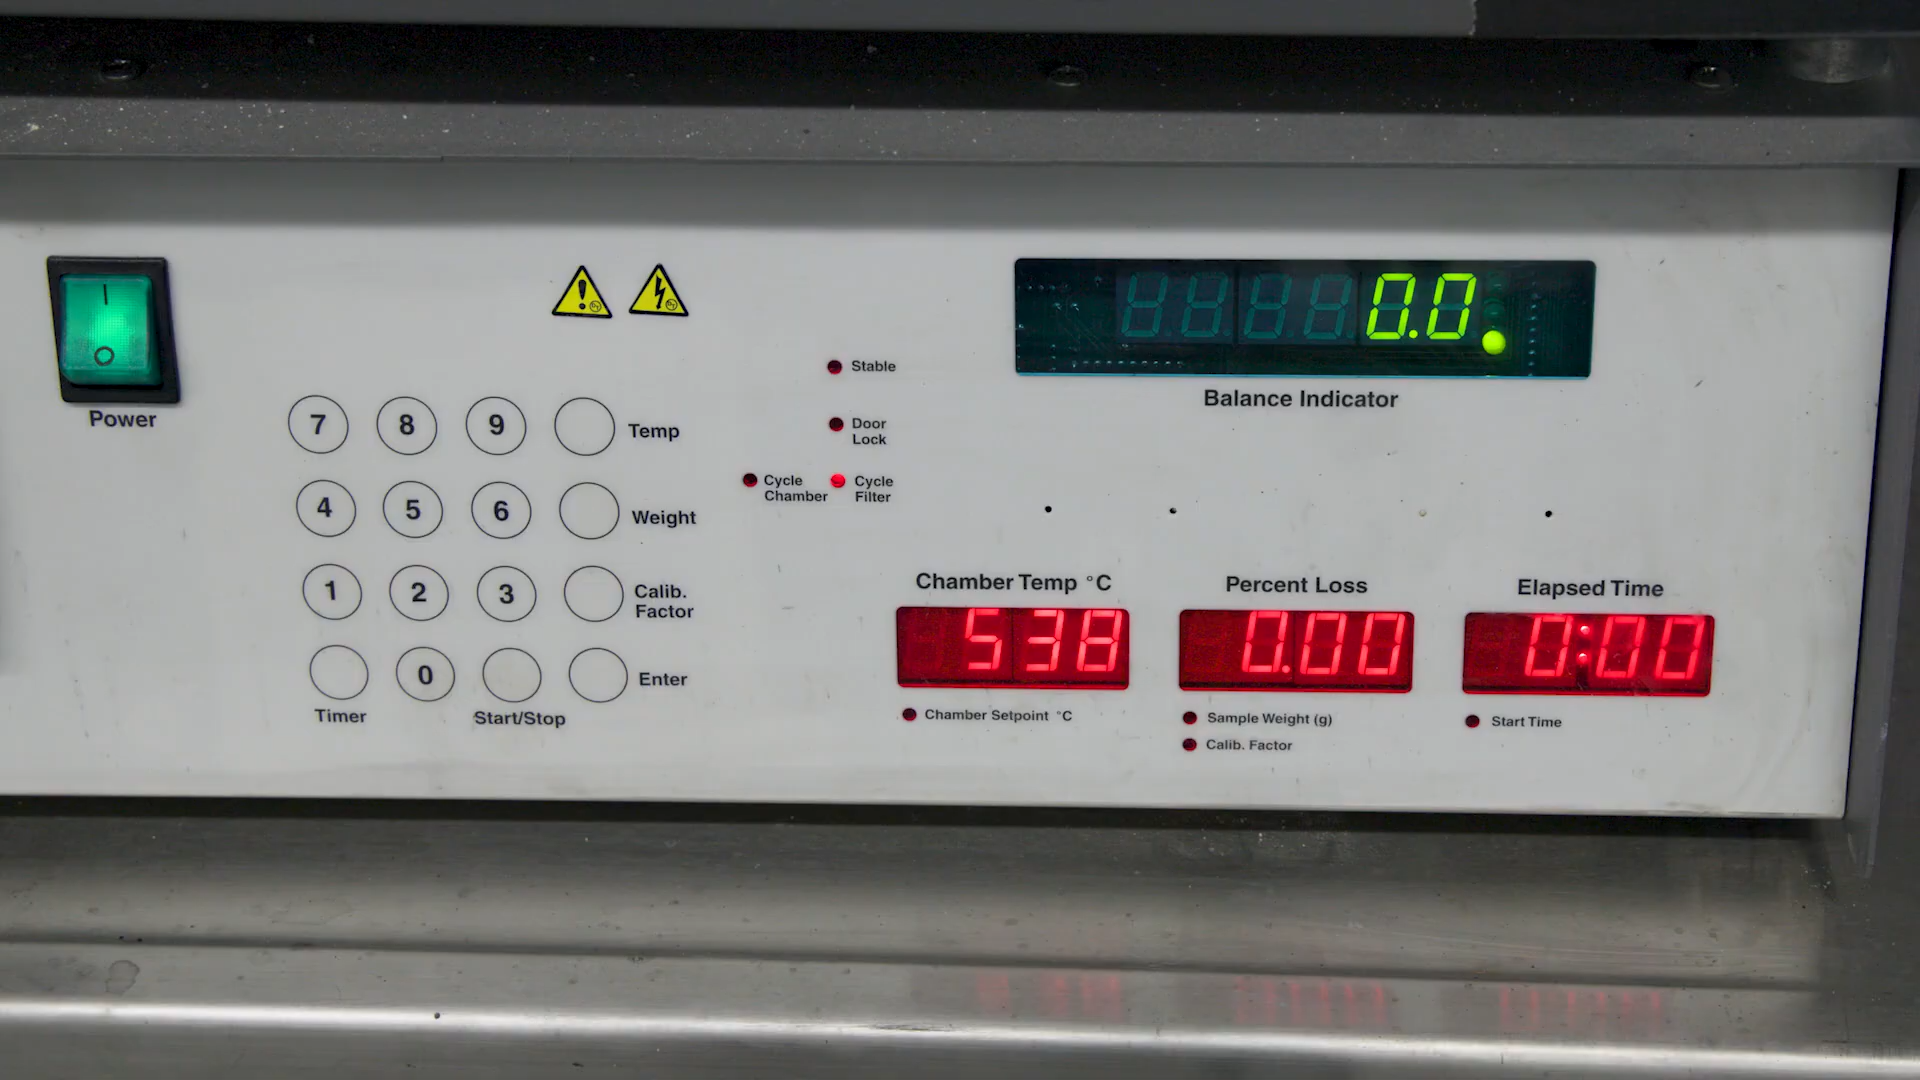 0.0
Balance Indicator
Power
Stable
Door
Lock
Cycle
Chamber
Cycle
Filter
7 8 9 Temp
4 5 6 Weight
1 2 3 Calib.
Factor
0 Enter
Timer Start/Stop
Chamber Temp °C
538
Chamber Setpoint °C
Percent Loss
0.00
Sample Weight (g)
Calib. Factor
Elapsed Time
0:00
Start Time